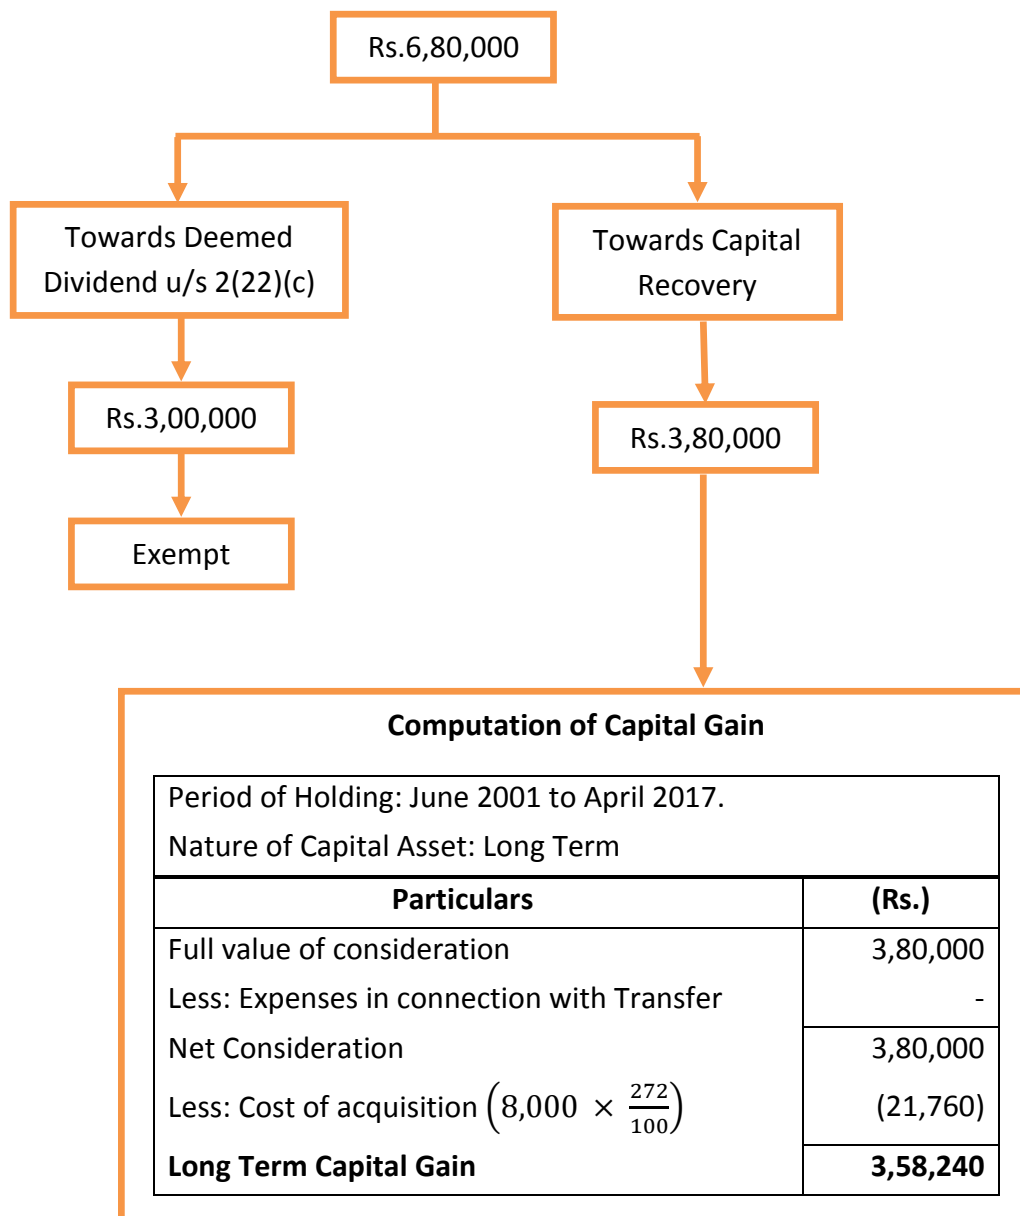 Rs.6,80,000
Towards Deemed
Dividend u/s 2(22)(c)
Towards Capital
Recovery
Rs.3,00,000
Rs.3,80,000
Exempt
Computation of Capital Gain
Period of Holding: June 2001 to April 2017.
Nature of Capital Asset: Long Term
Particulars (Rs.)
Full value of consideration 3,80,000
Less: Expenses in connection with Transfer -
Net Consideration 3,80,000
Less: Cost of acquisition (8,000 × 272/100) (21,760)
Long Term Capital Gain 3,58,240